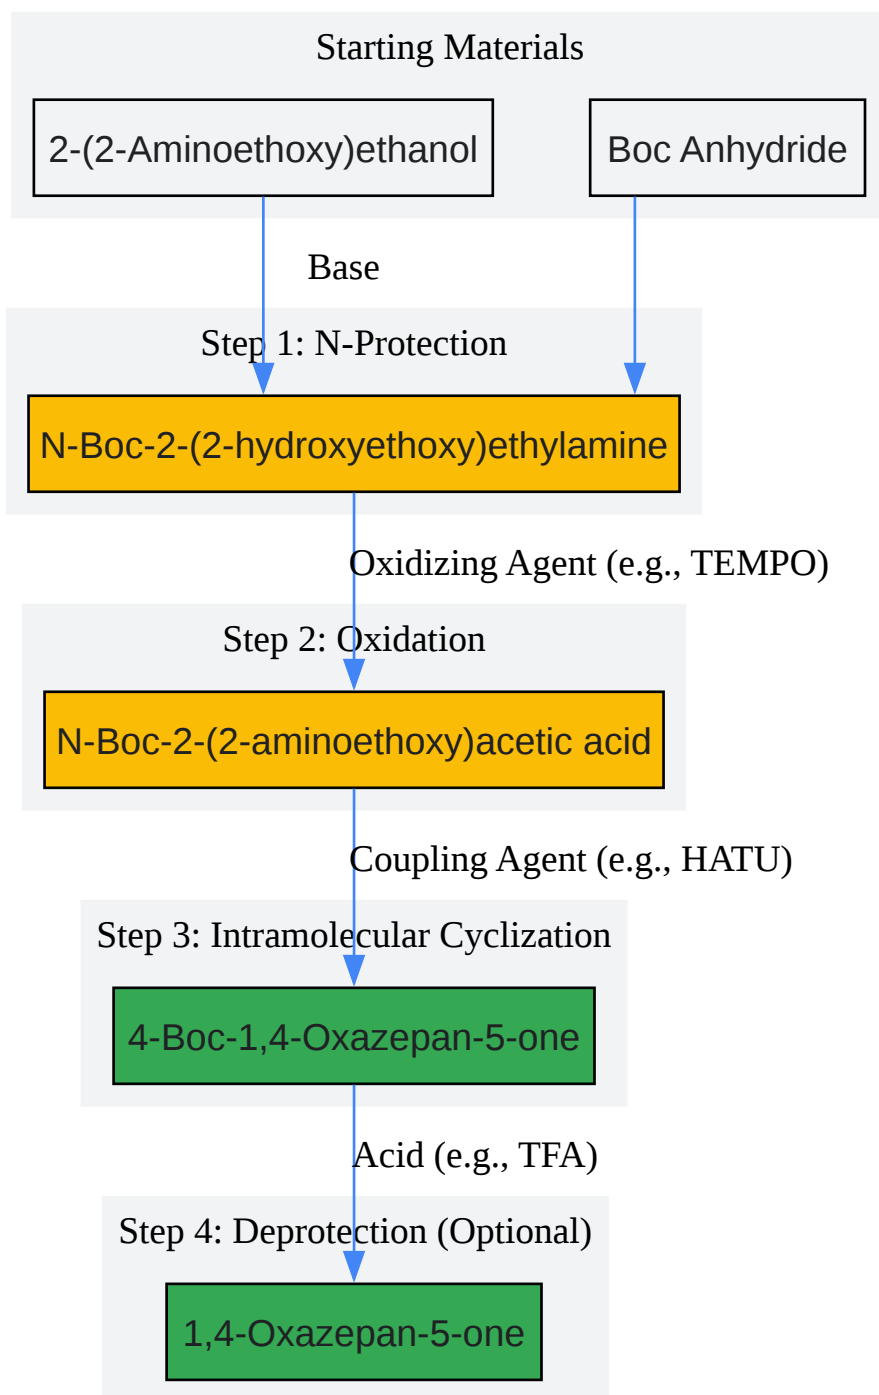 Starting Materials
2-(2-Aminoethoxy)ethanol
Boc Anhydride
Base
Step 1: N-Protection
N-Boc-2-(2-hydroxyethoxy)ethylamine
Oxidizing Agent (e.g., TEMPO)
Step 2: Oxidation
N-Boc-2-(2-aminoethoxy)acetic acid
Coupling Agent (e.g., HATU)
Step 3: Intramolecular Cyclization
4-Boc-1,4-Oxazepan-5-one
Acid (e.g., TFA)
Step 4: Deprotection (Optional)
1,4-Oxazepan-5-one